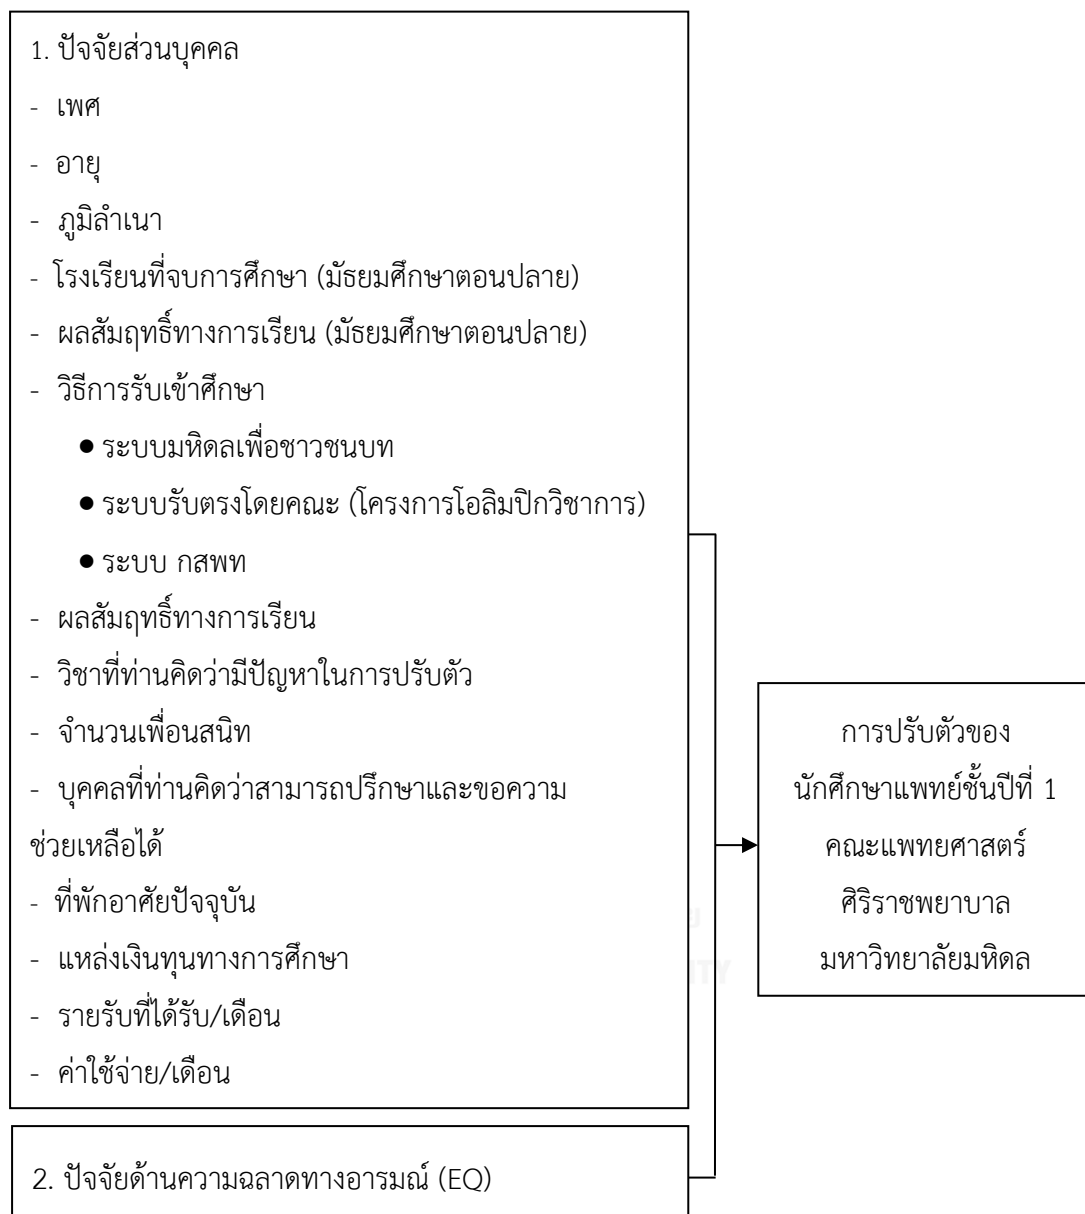 1. ปัจจัยส่วนบุคคล
- เพศ
- อายุ
- ภูมิลำเนา
- โรงเรียนที่จบการศึกษา (มัธยมศึกษาตอนปลาย)
- ผลสัมฤทธิ์ทางการเรียน (มัธยมศึกษาตอนปลาย)
- วิธีการรับเข้าศึกษา
● ระบบมหิดลเพื่อชาวชนบท
● ระบบรับตรงโดยคณะ (โครงการโอลิมปิกวิชาการ)
● ระบบ กสพท
- ผลสัมฤทธิ์ทางการเรียน
- วิชาที่ท่านคิดว่ามีปัญหาในการปรับตัว
- จำนวนเพื่อนสนิท
- บุคคลที่ท่านคิดว่าสามารถปรึกษาและขอความ
ช่วยเหลือได้
- ที่พักอาศัยปัจจุบัน
- แหล่งเงินทุนทางการศึกษา
- รายรับที่ได้รับ/เดือน
- ค่าใช้จ่าย/เดือน
2. ปัจจัยด้านความฉลาดทางอารมณ์ (EQ)
การปรับตัวของ
นักศึกษาแพทย์ชั้นปีที่ 1
คณะแพทยศาสตร์
ศิริราชพยาบาล
มหาวิทยาลัยมหิดล